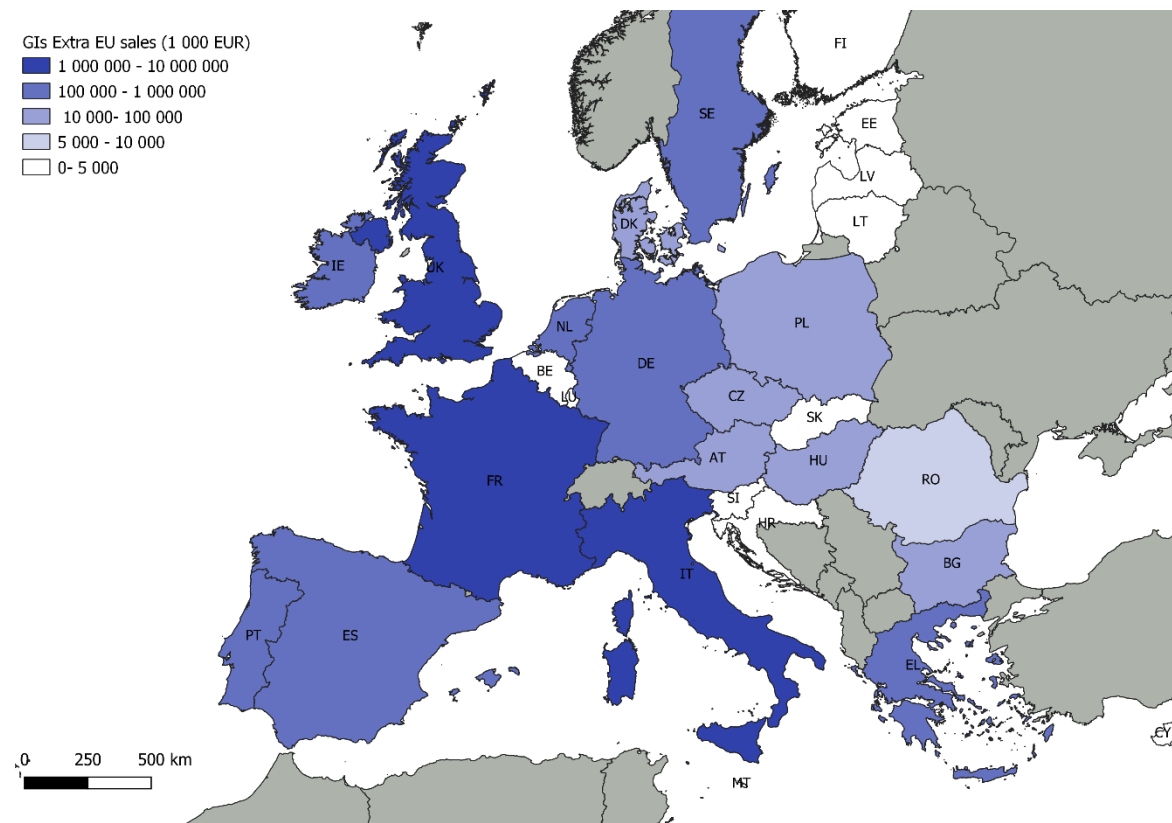 GIs Extra EU sales (1 000 EUR)
1 000 000 - 10 000 000
100 000 - 1 000 000
10 000- 100 000
5 000 - 10 000
0- 5 000
FI
SE
EE
LV
LT
DK
IE
UK
NL
PL
BE
DE
LU
CZ
SK
FR
AT
HU
RO
SI
HR
BG
IT
PT
ES
EL
CY
0 250 500 km